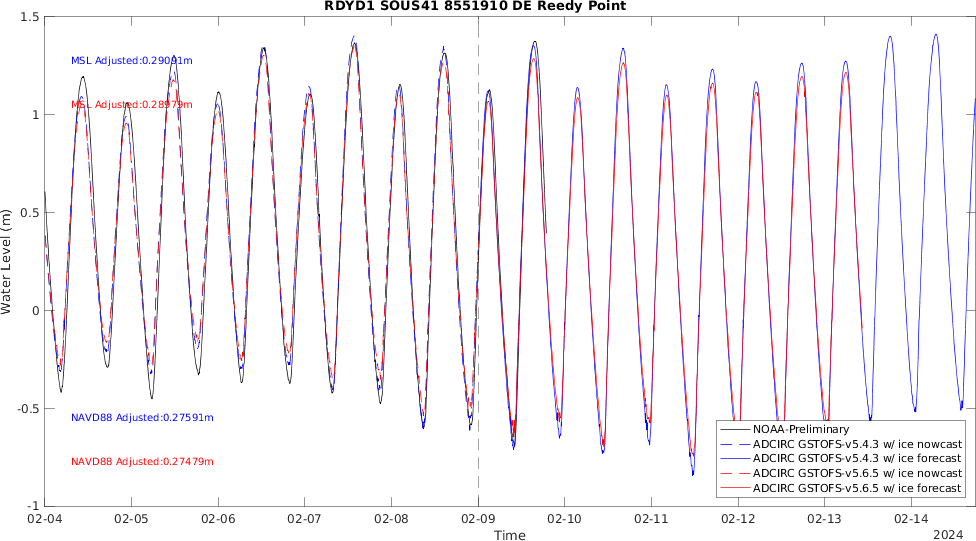 RDYD1 SOUS41 8551910 DE Reedy Point
1.5
1
0.5
0
-0.5
-1
Water Level (m)
MSL Adjusted:0.29091m
MSL Adjusted:0.28979m
NAVD88 Adjusted:0.27591m
NAVD88 Adjusted:0.27479m
NOAA-Preliminary
ADCIRC GSTOFS-v5.4.3 w/ ice nowcast
ADCIRC GSTOFS-v5.4.3 w/ ice forecast
ADCIRC GSTOFS-v5.6.5 w/ ice nowcast
ADCIRC GSTOFS-v5.6.5 w/ ice forecast
02-04 02-05 02-06 02-07 02-08 02-09 02-10 02-11 02-12 02-13 02-14
Time
2024